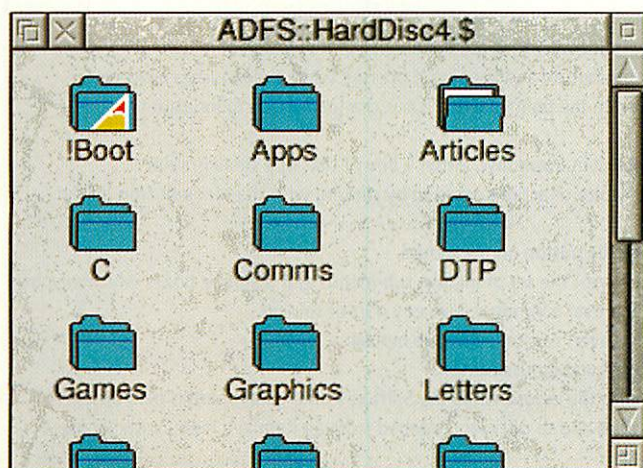 ADFS::HardDisc4.$
!Boot Apps Articles
C Comms DTP
Games Graphics Letters